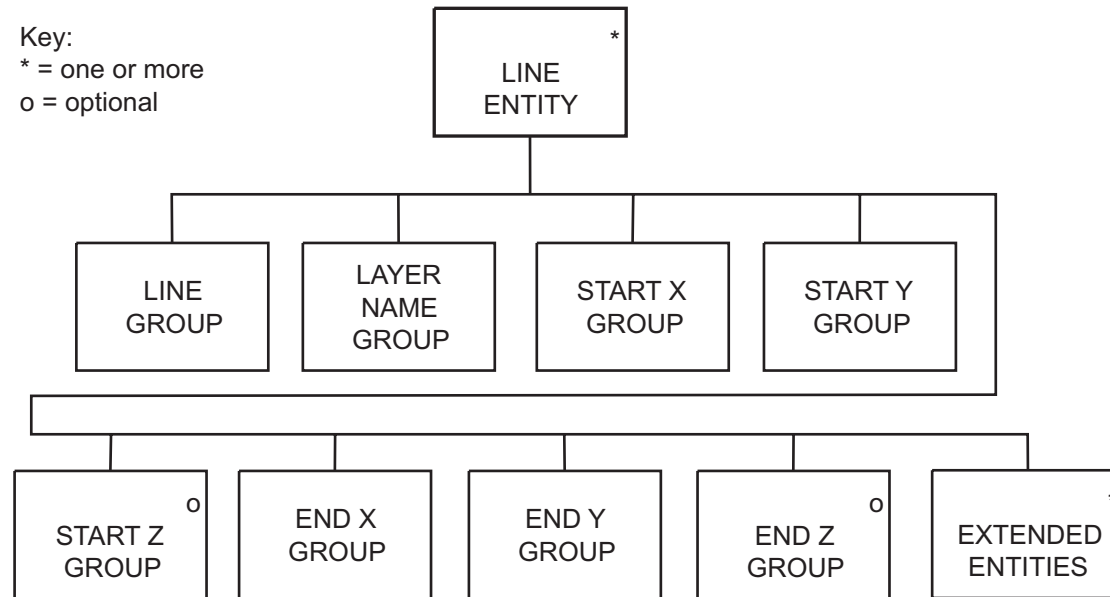 Key:
* = one or more
o = optional
*
LINE
ENTITY
LINE
GROUP
LAYER
NAME
GROUP
START X
GROUP
START Y
GROUP
o
START Z
GROUP
END X
GROUP
END Y
GROUP
o
END Z
GROUP
*
EXTENDED
ENTITIES